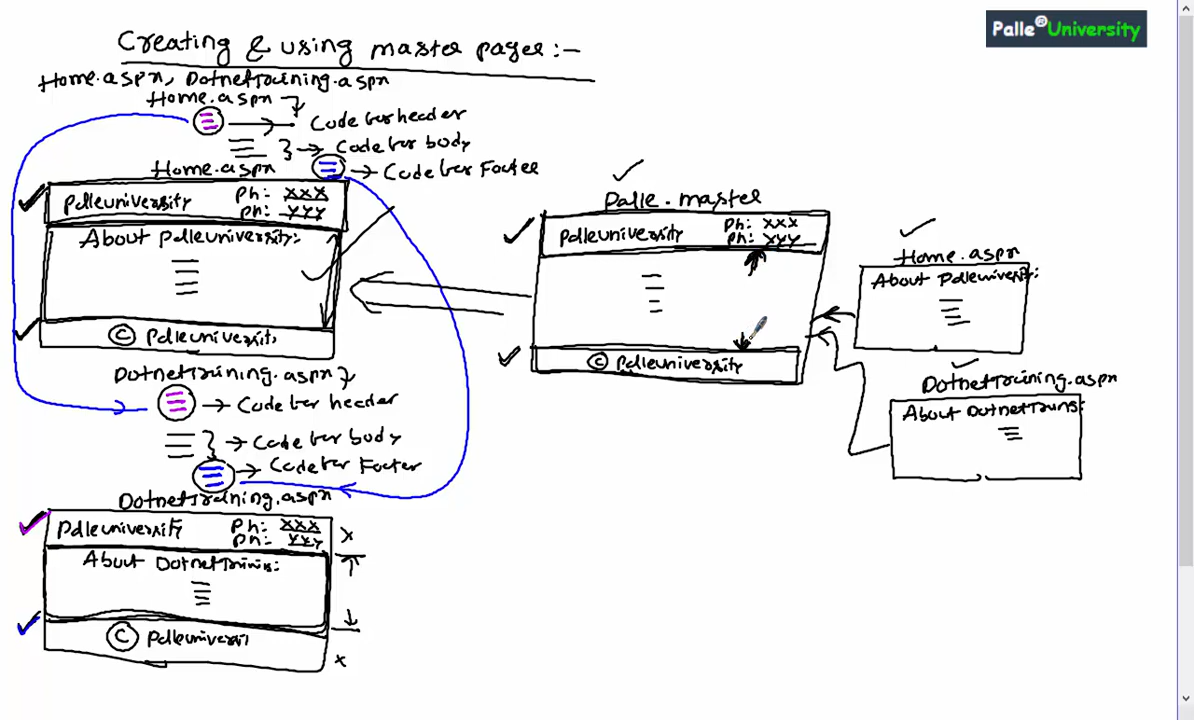 Palle®University
Creating & using master pages:-
Home.aspx, DotnetTraining.aspx
Home.aspx
Code for header
Code for body
Code for Footer
Home.aspx
Palleuniversity Ph: XXX
Ph: YYY
About Palleuniversity:
© Palleuniversity
DotnetTraining.aspx
Code for header
Code for body
Code for Footer
DotnetTraining.aspx
Palleuniversity Ph: XXX
Ph: YYY
x
About DotnetTraining:
© Palleuniversity
x
Palle.master
Palleuniversity Ph: XXX
Ph: XYY
© Palleuniversity
Home.aspx
About Palleuniversity:
DotnetTraining.aspx
About DotnetTraining: